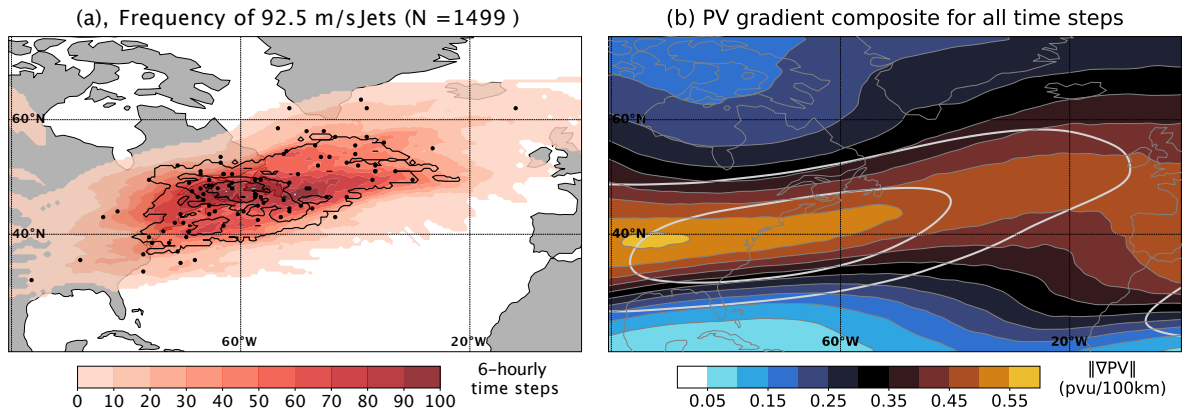 (a), Frequency of 92.5 m/s Jets (N =1499 )
(b) PV gradient composite for all time steps
60°N
40°N
60°W
20°W
60°N
40°N
60°W
20°W
0 10 20 30 40 50 60 70 80 90 100
6−hourly
time steps
0.05 0.15 0.25 0.35 0.45 0.55
‖∇PV‖
(pvu/100km)